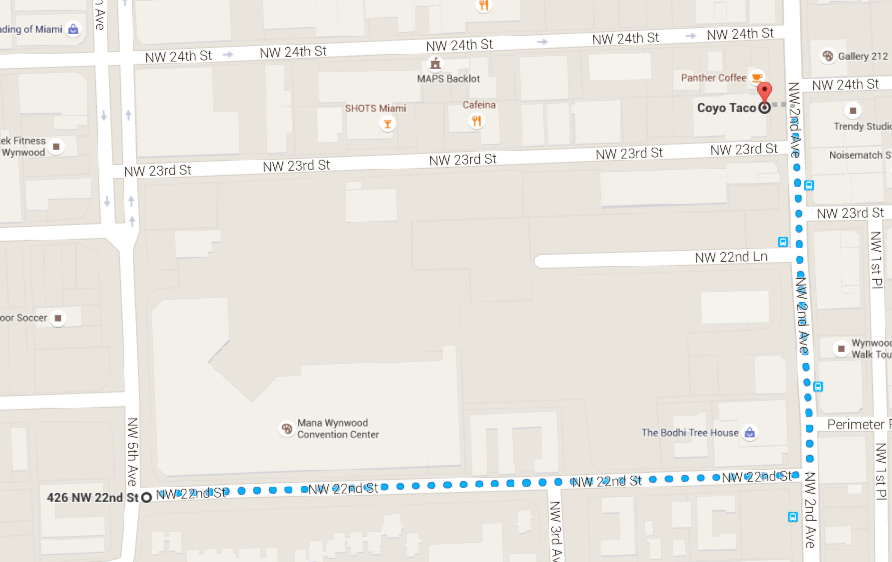 ding of Miami
h Ave
NW 24th St
NW 24th St
NW 24th St
NW 24th St
NW 24th St
MAPS Backlot
Gallery 212
Panther Coffee
NW 24th St
SHOTS Miami
Cafeina
Coyo Taco
NW 2nd Ave
Trendy Studio
ek Fitness
Wynwood
NW 23rd St
NW 23rd St
NW 23rd St
NW 23rd St
NW 23rd St
Noisematch S
NW 23rd St
NW 1st Pl
NW 22nd Ln
NW 2nd Ave
oor Soccer
Wynwood
Walk Tou
Mana Wynwood
Convention Center
NW 5th Ave
The Bodhi Tree House
Perimeter R
NW 1st Pl
426 NW 22nd St
NW 22nd St
NW 22nd St
NW 22nd St
NW 22nd St
NW 2nd Ave
NW 3rd Av